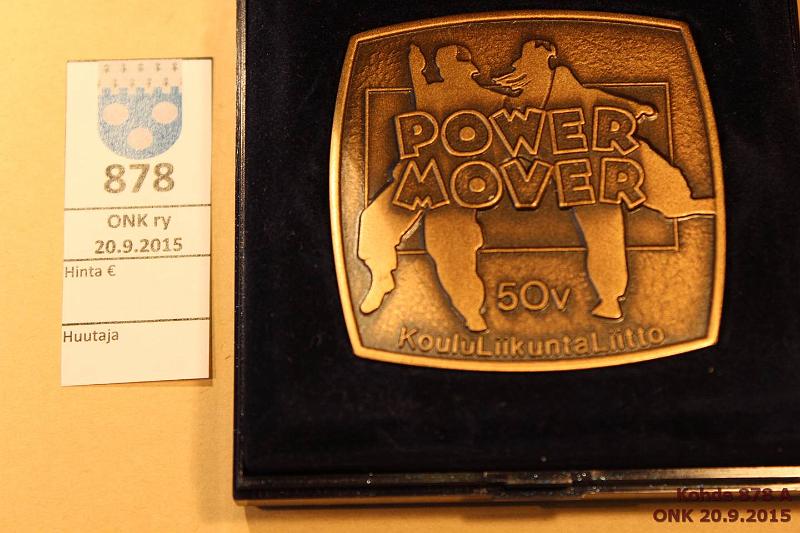 878
ONK ry
20.9.2015
Hinta €
Huutaja
POWER
MOVER
50v
KouluLiikuntaLiitto
Kohde 878 A
ONK 20.9.2015